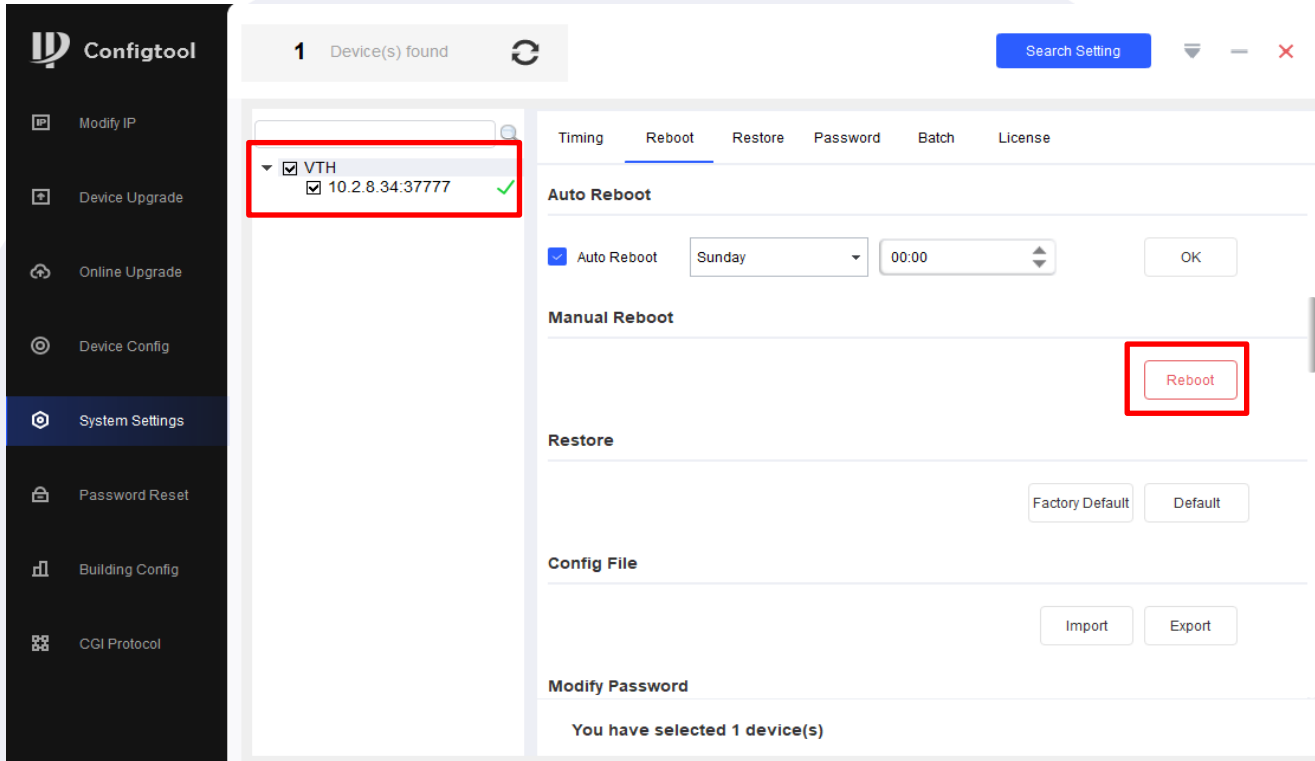 IP Configtool
1 Device(s) found
Search Setting
Modify IP
Device Upgrade
Online Upgrade
Device Config
System Settings
Password Reset
Building Config
CGI Protocol
VTH
10.2.8.34:37777
Timing Reboot Restore Password Batch License
Auto Reboot
Auto Reboot Sunday 00:00 OK
Manual Reboot
Reboot
Restore
Factory Default Default
Config File
Import Export
Modify Password
You have selected 1 device(s)